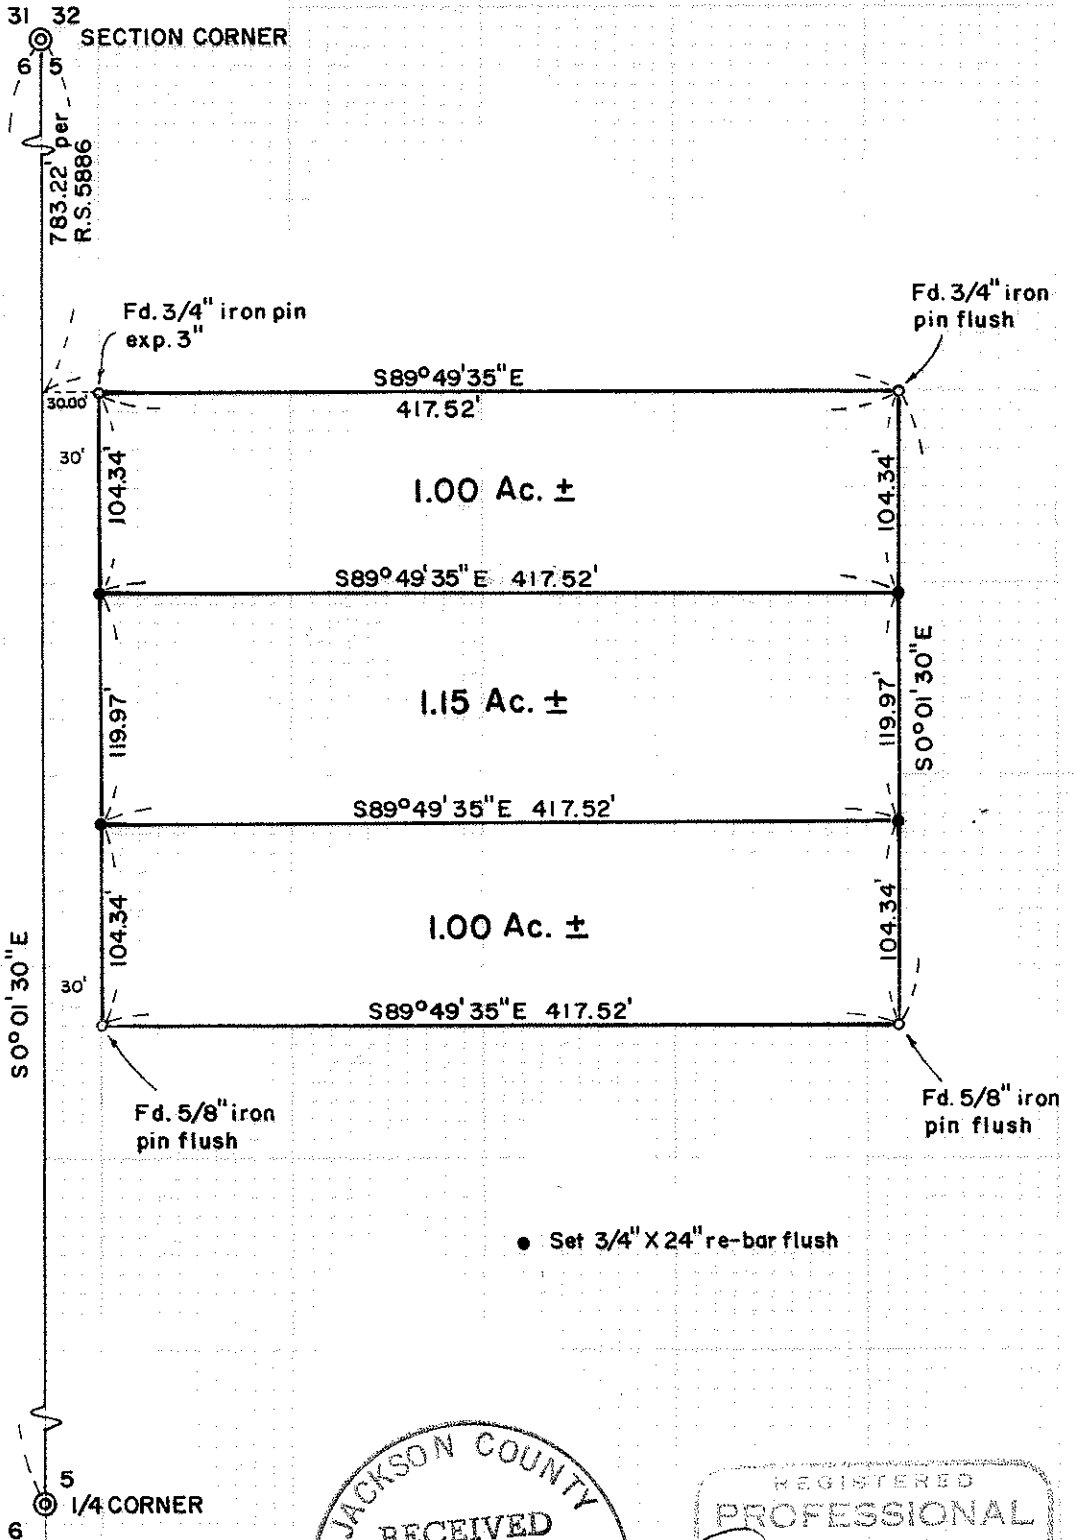 31 32
SECTION CORNER
6 5
783.22' per
R.S. 5886
Fd. 3/4" iron pin
exp. 3"
Fd. 3/4" iron
pin flush
S89°49'35"E
417.52'
30.00'
30'
104.34'
1.00 Ac. ±
104.34'
S89°49'35"E 417.52'
119.97'
1.15 Ac. ±
119.97'
S0°01'30"E
S89°49'35"E 417.52'
104.34'
1.00 Ac. ±
104.34'
S0°01'30"E
30'
S89°49'35"E 417.52'
Fd. 5/8" iron
pin flush
Fd. 5/8" iron
pin flush
● Set 3/4" X 24" re-bar flush
5
1/4 CORNER
6
JACKSON COUNTY
RECEIVED
REGISTERED
PROFESSIONAL